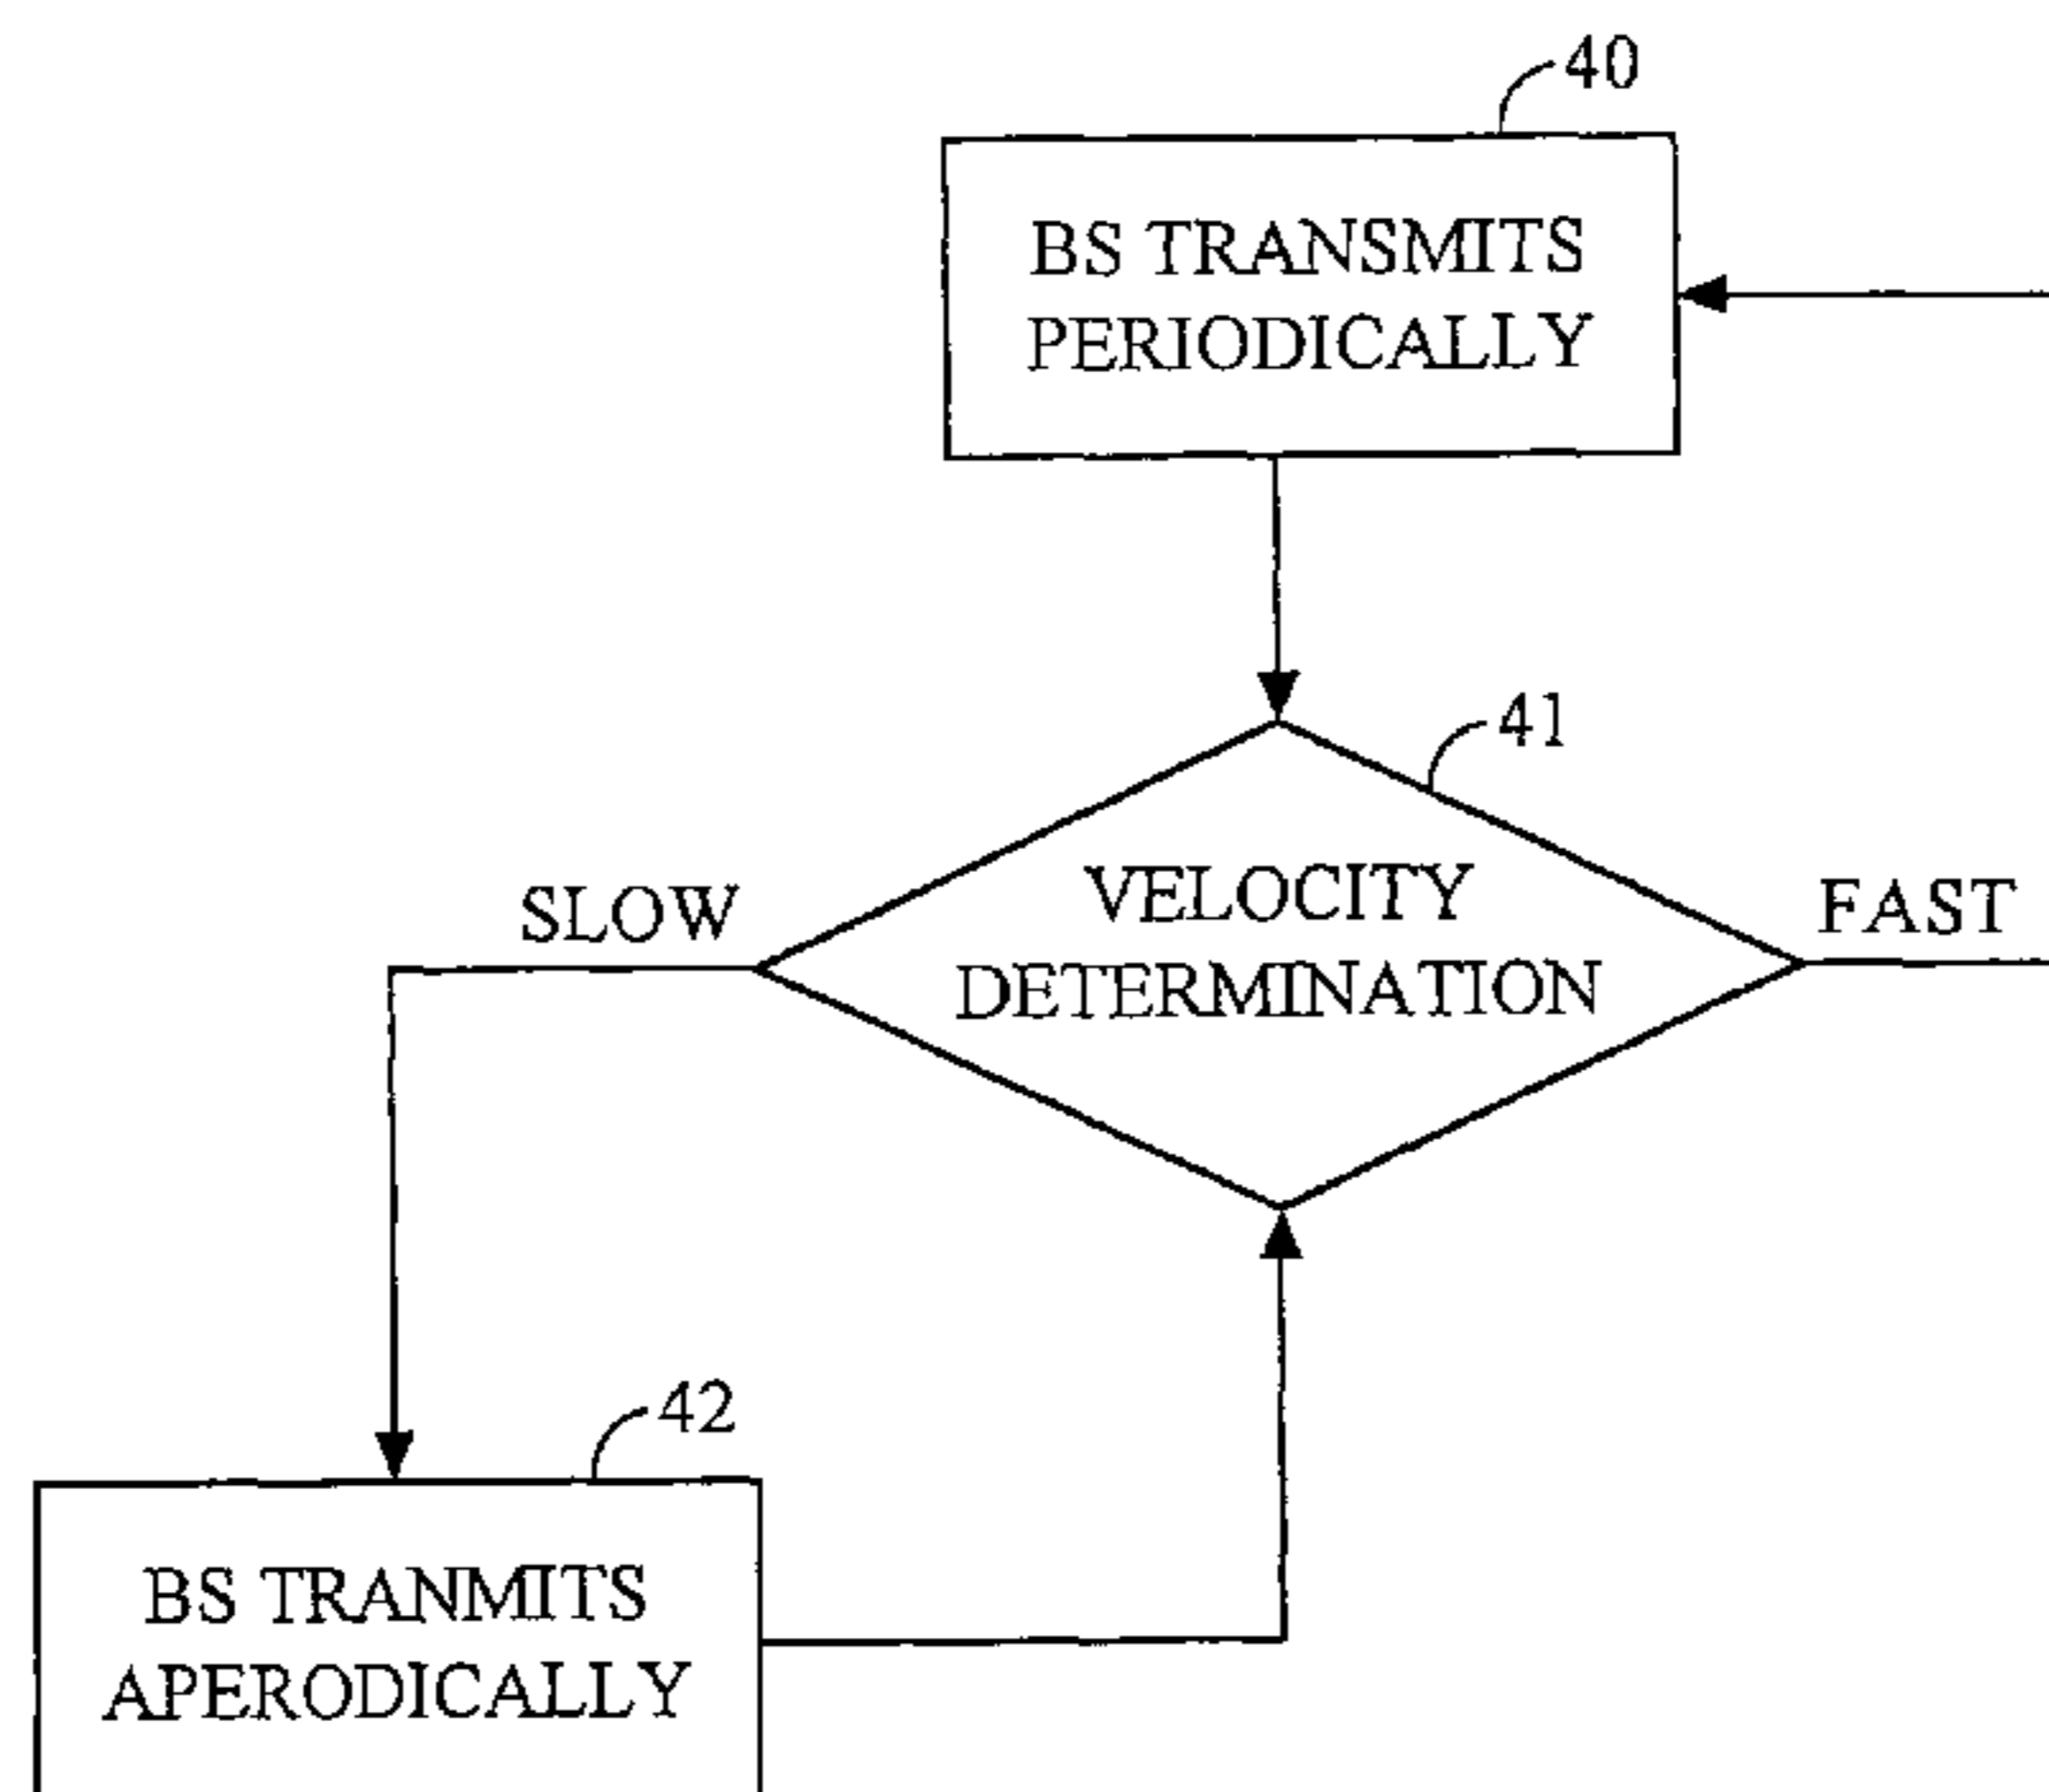 40
BS TRANSMITS
PERIODICALLY
41
VELOCITY
DETERMINATION
SLOW
FAST
42
BS TRANMITS
APERODICALLY